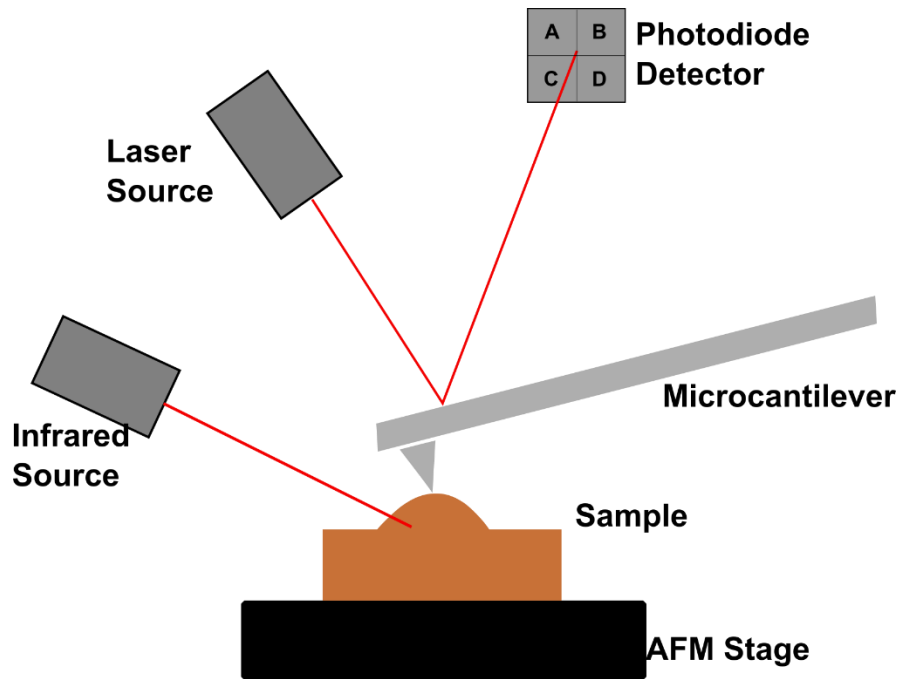 A B
C D
Photodiode
Detector
Laser
Source
Infrared
Source
Microcantilever
Sample
AFM Stage